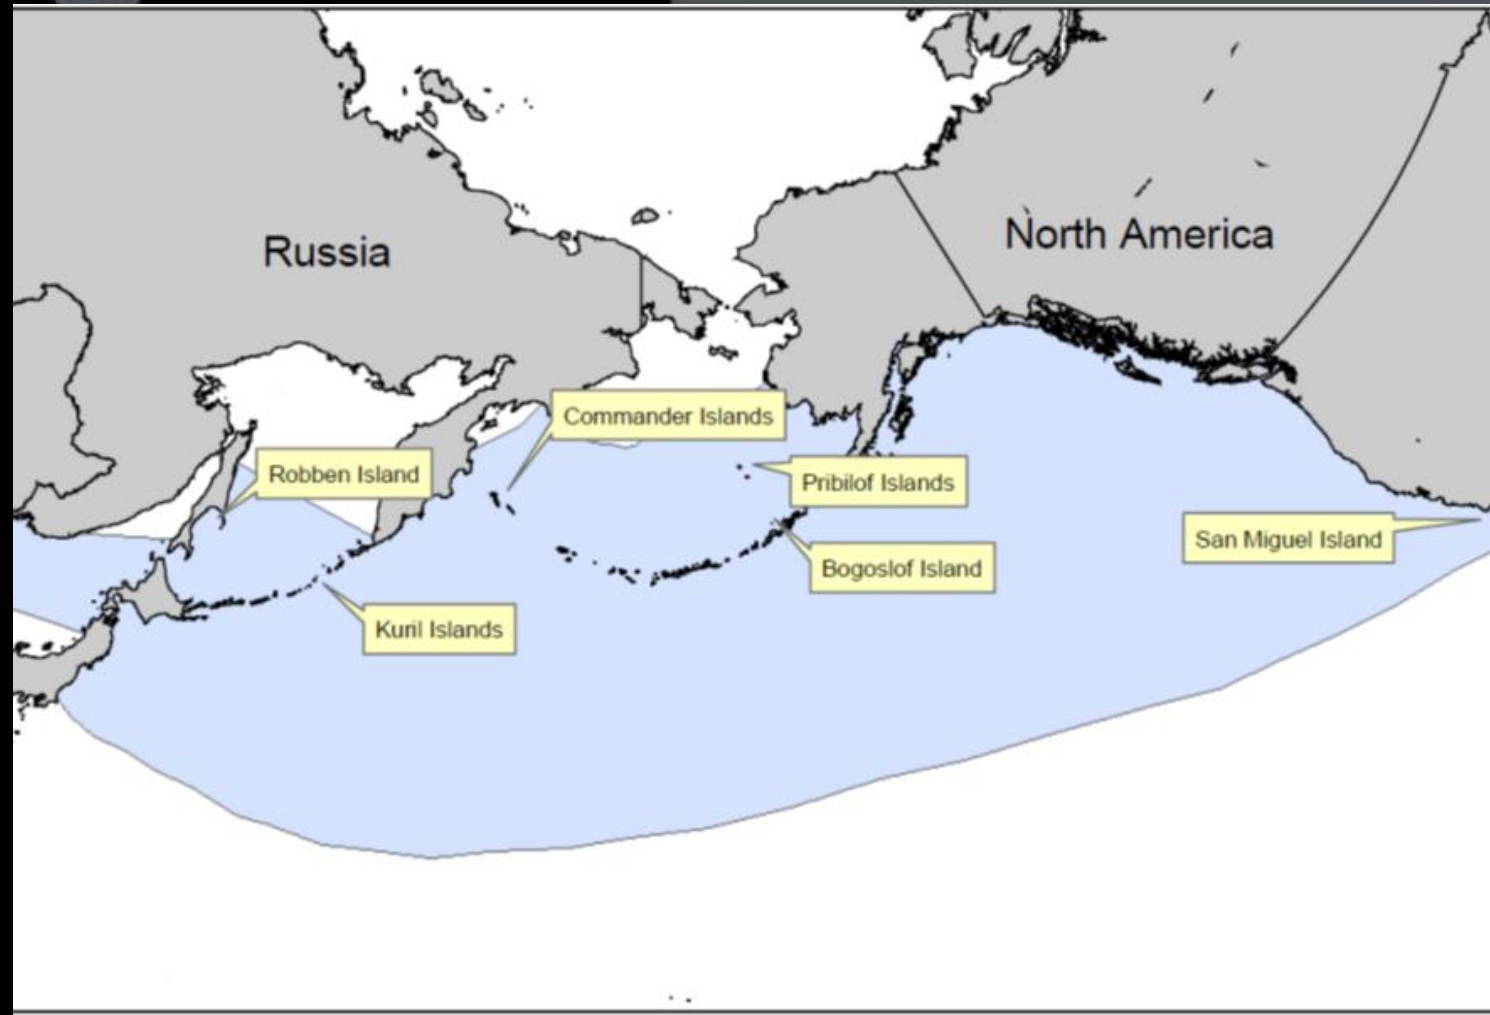 North America
Russia
Commander Islands
Robben Island
Pribilof Islands
San Miguel Island
Bogoslof Island
Kuril Islands